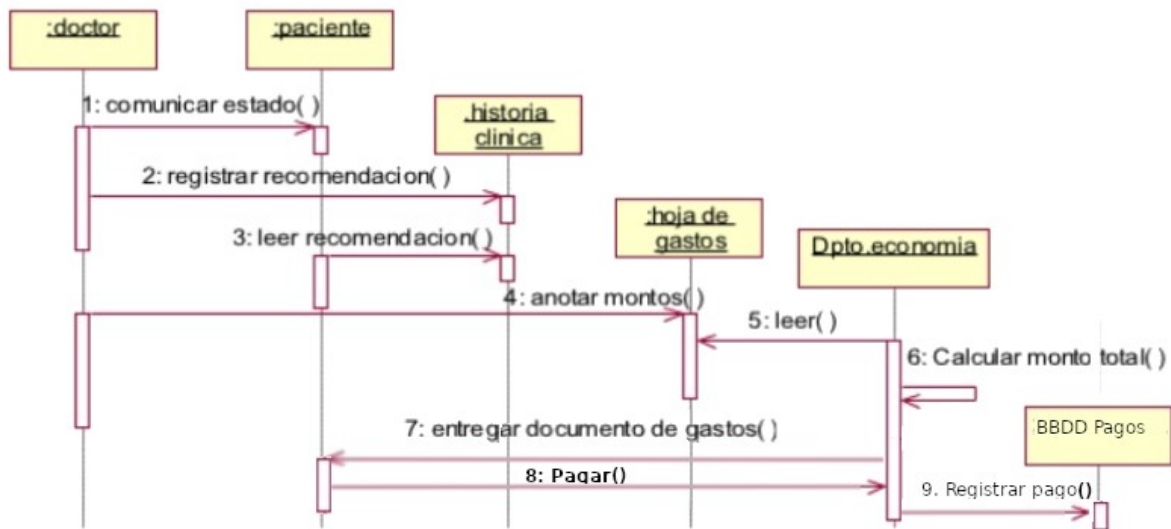 :doctor
:paciente
1: comunicar estado( )
:historia
clinica
2: registrar recomendacion( )
:hoja de
gastos
3: leer recomendacion( )
Dpto.economia
4: anotar montos( )
5: leer( )
6: Calcular monto total( )
:BBDD Pagos
7: entregar documento de gastos( )
8: Pagar()
9. Registrar pago()